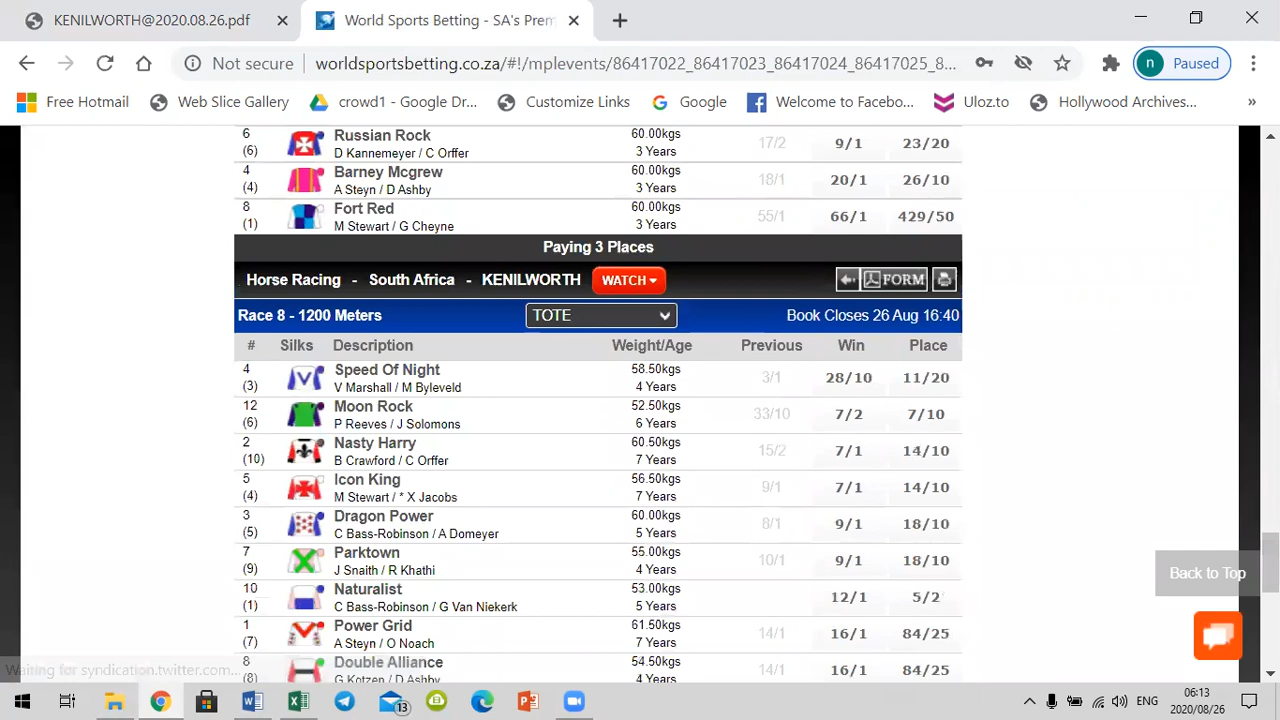 KENILWORTH@2020.08.26.pdf
World Sports Betting - SA's Prem
Not secure
worldsportsbetting.co.za/#!/mplevents/86417022_86417023_86417024_86417025_8...
n Paused
Free Hotmail
Web Slice Gallery
crowd1 - Google Dr...
Customize Links
Google
Welcome to Facebo...
Uloz.to
Hollywood Archives...
»
6 Russian Rock 60.00kgs 17/2 9/1 23/20
(6) D Kannemeyer / C Orffer 3 Years
4 Barney Mcgrew 60.00kgs 18/1 20/1 26/10
(4) A Steyn / D Ashby 3 Years
8 Fort Red 60.00kgs 55/1 66/1 429/50
(1) M Stewart / G Cheyne 3 Years
Paying 3 Places
Horse Racing - South Africa - KENILWORTH WATCH FORM
Race 8 - 1200 Meters TOTE Book Closes 26 Aug 16:40
# Silks Description Weight/Age Previous Win Place
4 Speed Of Night 58.50kgs 3/1 28/10 11/20
(3) V Marshall / M Byleveld 4 Years
12 Moon Rock 52.50kgs 33/10 7/2 7/10
(6) P Reeves / J Solomons 6 Years
2 Nasty Harry 60.50kgs 15/2 7/1 14/10
(10) B Crawford / C Orffer 7 Years
5 Icon King 56.50kgs 9/1 7/1 14/10
(4) M Stewart / * X Jacobs 7 Years
3 Dragon Power 60.00kgs 8/1 9/1 18/10
(5) C Bass-Robinson / A Domeyer 5 Years
7 Parktown 55.00kgs 10/1 9/1 18/10
(9) J Snaith / R Khathi 4 Years
10 Naturalist 53.00kgs 12/1 5/2
(1) C Bass-Robinson / G Van Niekerk 5 Years
1 Power Grid 61.50kgs 14/1 16/1 84/25
(7) A Steyn / O Noach 7 Years
8 Double Alliance 54.50kgs 14/1 16/1 84/25
(8) G Kotzen / D Ashby 4 Years
Back to Top
Waiting for syndication.twitter.com...
13
ENG
06:13
2020/08/26